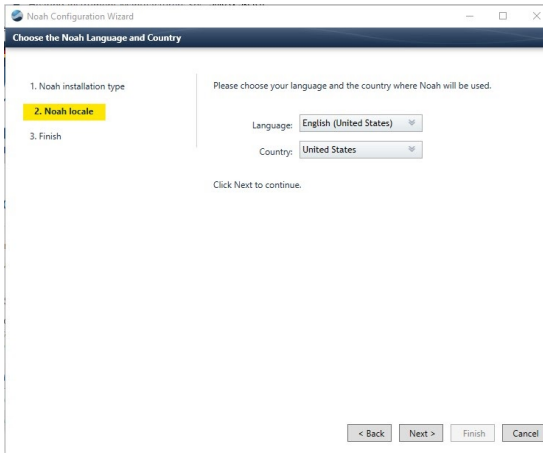 Noah Configuration Wizard
Choose the Noah Language and Country
1. Noah installation type
2. Noah locale
3. Finish
Please choose your language and the country where Noah will be used.
Language: English (United States)
Country: United States
Click Next to continue.
< Back Next > Finish Cancel